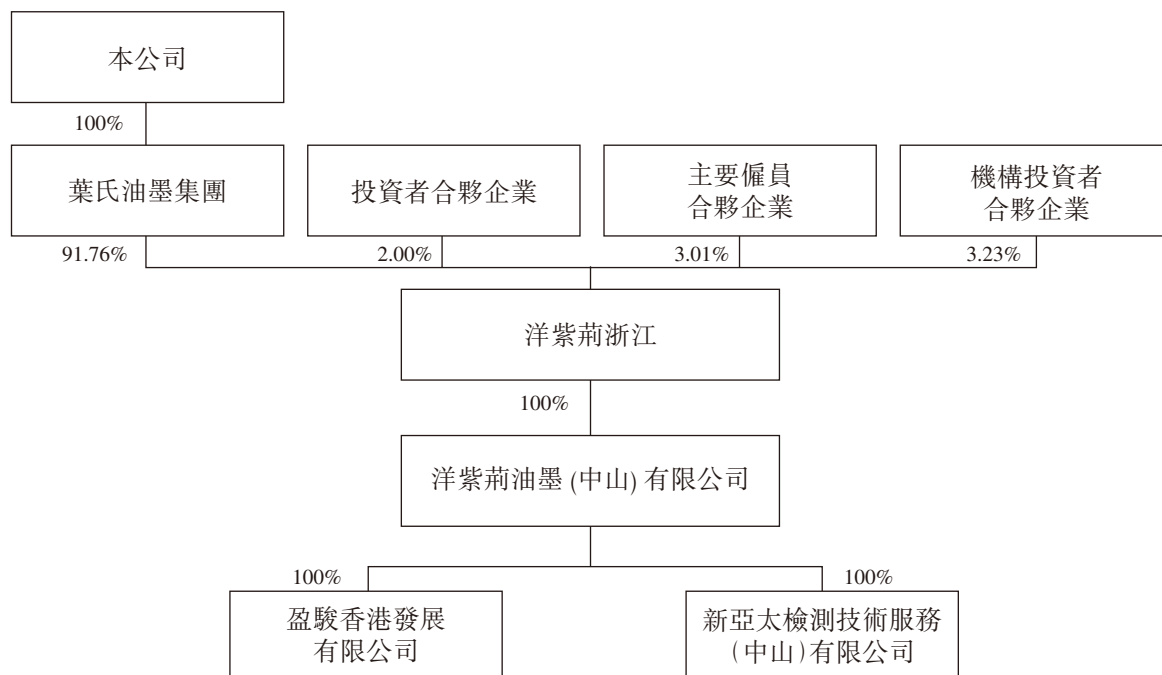 本公司
100%
葉氏油墨集團
投資者合夥企業
主要僱員
合夥企業
機構投資者
合夥企業
91.76%
2.00%
3.01%
3.23%
洋紫荊浙江
100%
洋紫荊油墨 (中山) 有限公司
100%
100%
盈駿香港發展
有限公司
新亞太檢測技術服務
(中山)有限公司